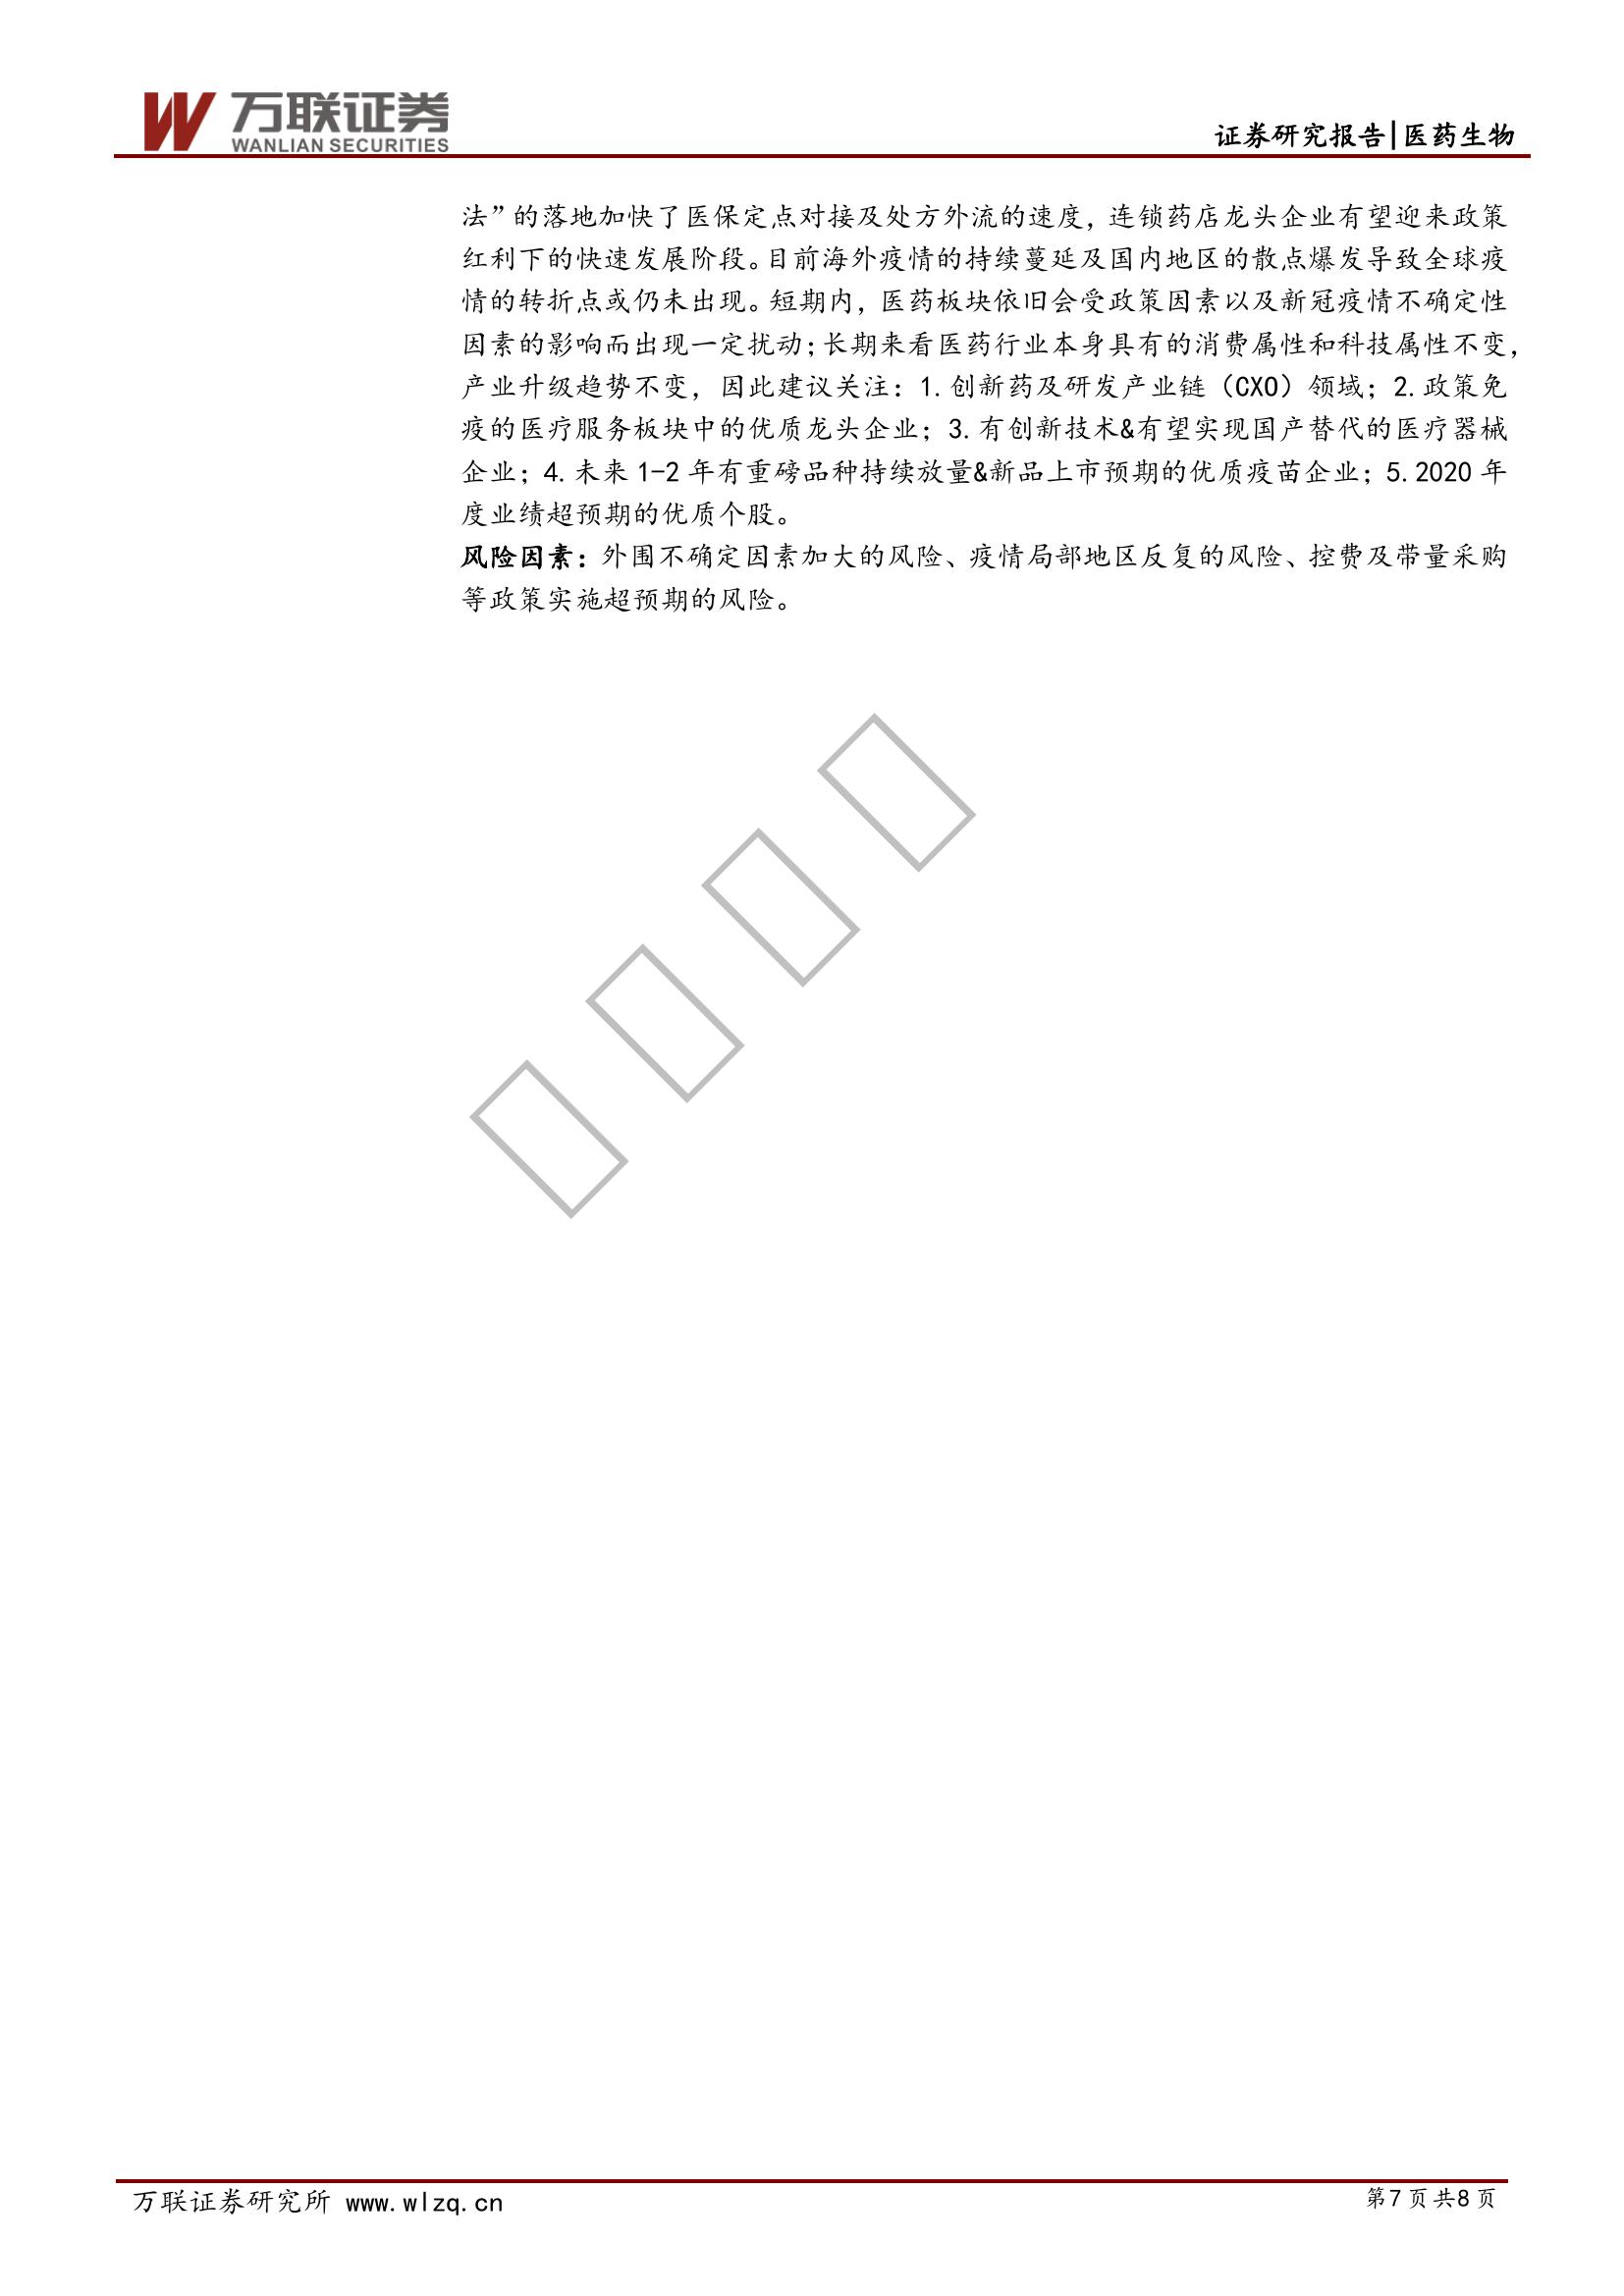 万联证券
WANLIAN SECURITIES
证券研究报告|医药生物
法”的落地加快了医保定点对接及处方外流的速度，连锁药店龙头企业有望迎来政策
红利下的快速发展阶段。目前海外疫情的持续蔓延及国内地区的散点爆发导致全球疫
情的转折点或仍未出现。短期内，医药板块依旧会受政策因素以及新冠疫情不确定性
因素的影响而出现一定扰动；长期来看医药行业本身具有的消费属性和科技属性不变，
产业升级趋势不变，因此建议关注：1.创新药及研发产业链（CXO）领域；2.政策免
疫的医疗服务板块中的优质龙头企业；3.有创新技术&有望实现国产替代的医疗器械
企业；4.未来 1-2 年有重磅品种持续放量&新品上市预期的优质疫苗企业；5.2020 年
度业绩超预期的优质个股。
风险因素：外围不确定因素加大的风险、疫情局部地区反复的风险、控费及带量采购
等政策实施超预期的风险。
万联证券研究所 www.wlzq.cn
第7页共8页